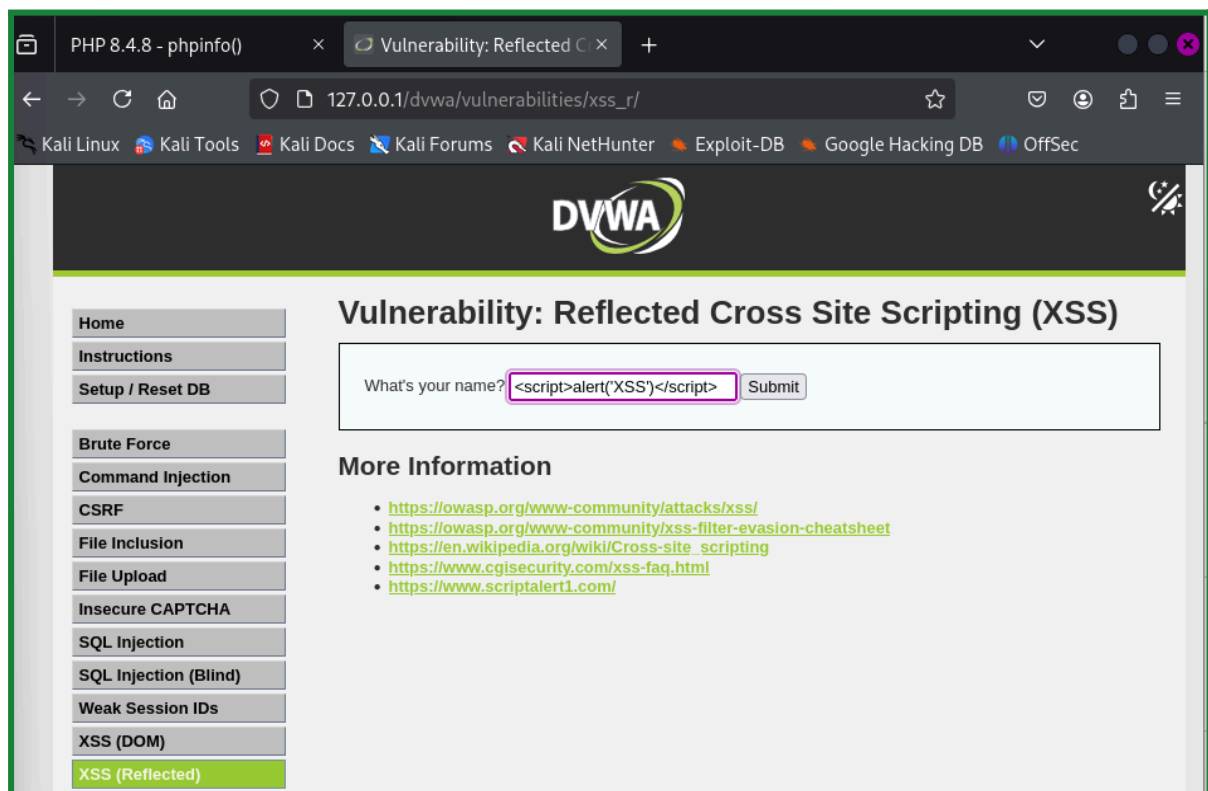 PHP 8.4.8 - phpinfo()
Vulnerability: Reflected C
127.0.0.1/dvwa/vulnerabilities/xss_r/
Kali Linux Kali Tools Kali Docs Kali Forums Kali NetHunter Exploit-DB Google Hacking DB OffSec
DVWA
Vulnerability: Reflected Cross Site Scripting (XSS)
What's your name? <script>alert('XSS')</script> Submit
More Information
https://owasp.org/www-community/attacks/xss/
https://owasp.org/www-community/xss-filter-evasion-cheatsheet
https://en.wikipedia.org/wiki/Cross-site_scripting
https://www.cgisecurity.com/xss-faq.html
https://www.scriptalert1.com/
Home
Instructions
Setup / Reset DB
Brute Force
Command Injection
CSRF
File Inclusion
File Upload
Insecure CAPTCHA
SQL Injection
SQL Injection (Blind)
Weak Session IDs
XSS (DOM)
XSS (Reflected)